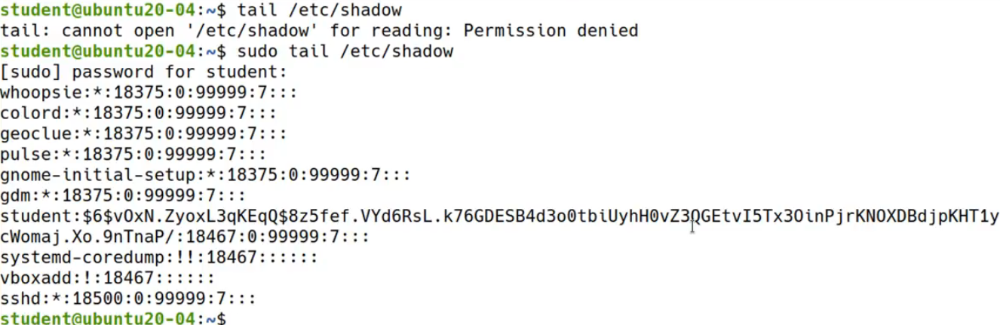 student@ubuntu20-04:~$ tail /etc/shadow
tail: cannot open '/etc/shadow' for reading: Permission denied
student@ubuntu20-04:~$ sudo tail /etc/shadow
[sudo] password for student:
whoopsie:*:18375:0:99999:7:::
colord:*:18375:0:99999:7:::
geoclue:*:18375:0:99999:7:::
pulse:*:18375:0:99999:7:::
gnome-initial-setup:*:18375:0:99999:7:::
gdm:*:18375:0:99999:7:::
student:$6$vOxN.ZyoxL3qKEqQ$8z5fef.VYd6RsL.k76GDESB4d3o0tbiUyhH0vZ3QGEtvI5Tx3OinPjrKNOXDBdjpKHT1y
cWomaj.Xo.9nTnaP/:18467:0:99999:7:::
systemd-coredump:!!:18467::::::
vboxadd:!:18467::::::
sshd:*:18500:0:99999:7:::
student@ubuntu20-04:~$